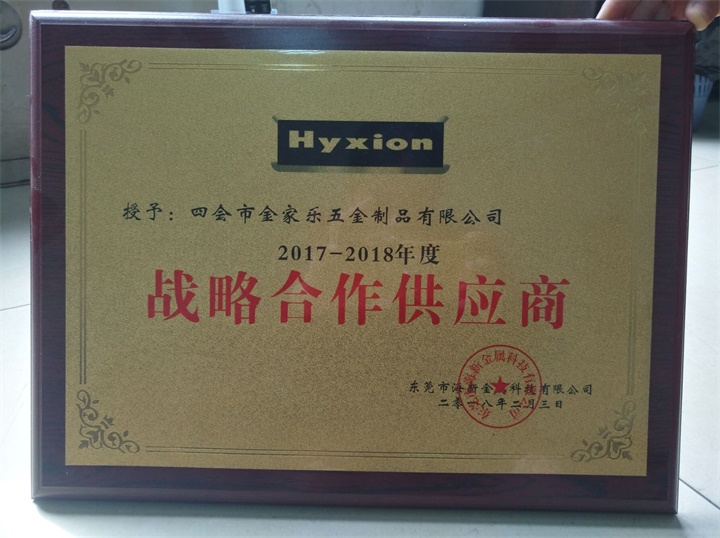 Hyxion
授予：四会市金家乐五金制品有限公司
2017-2018年度
战略合作供应商
东莞市海新金属科技有限公司
二零一八年二月三日